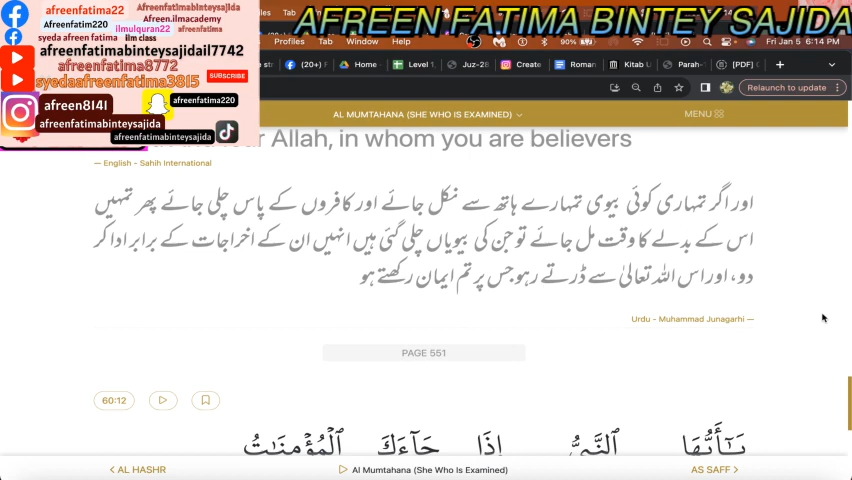 AFREEN FATIMA BINTEY SAJIDA
afreenfatima22
Afreenfatimabinteysajida
Afreen.ilmacademy
Afreenfatima220
ilmulquran22
afreenfatima
syeda afreen fatima
Ilm class
afreenfatimabinteysajidail7742
afreenfatima8772
syedaafreenfatima3815
SUBSCRIBE
afreen8141
afreenfatima220
afreenfatimabinteysajida
afreenfatimabinteysajida
Profiles Tab Window Help
90%
Fri Jan 5 6:14 PM
(20+) F
Home
Level 1,
Juz-28
Create
Roman
Kitab U
Parah-
[PDF]
Relaunch to update
AL MUMTAHANA (SHE WHO IS EXAMINED)
MENU
Allah, in whom you are believers
— English - Sahih International
اور اگر تمہاری کوئی بیوی تمہارے ہاتھ سے نکل جائے اور کافروں کے پاس چلی جائے پھر تمہیں
اس کے بدلے کا وقت مل جائے تو جن کی بیویاں چلی گئی ہیں انہیں ان کے اخراجات کے برابر ادا کر
دو، اور اس اللہ تعالیٰ سے ڈرتے رہو جس پر تم ایمان رکھتے ہو
Urdu - Muhammad Junagarhi —
PAGE 551
60:12
يَـٰٓأَيُّهَا ٱلنَّبِىُّ إِذَا جَآءَكَ ٱلْمُؤْمِنَـٰتُ
AL HASHR
Al Mumtahana (She Who Is Examined)
AS SAFF